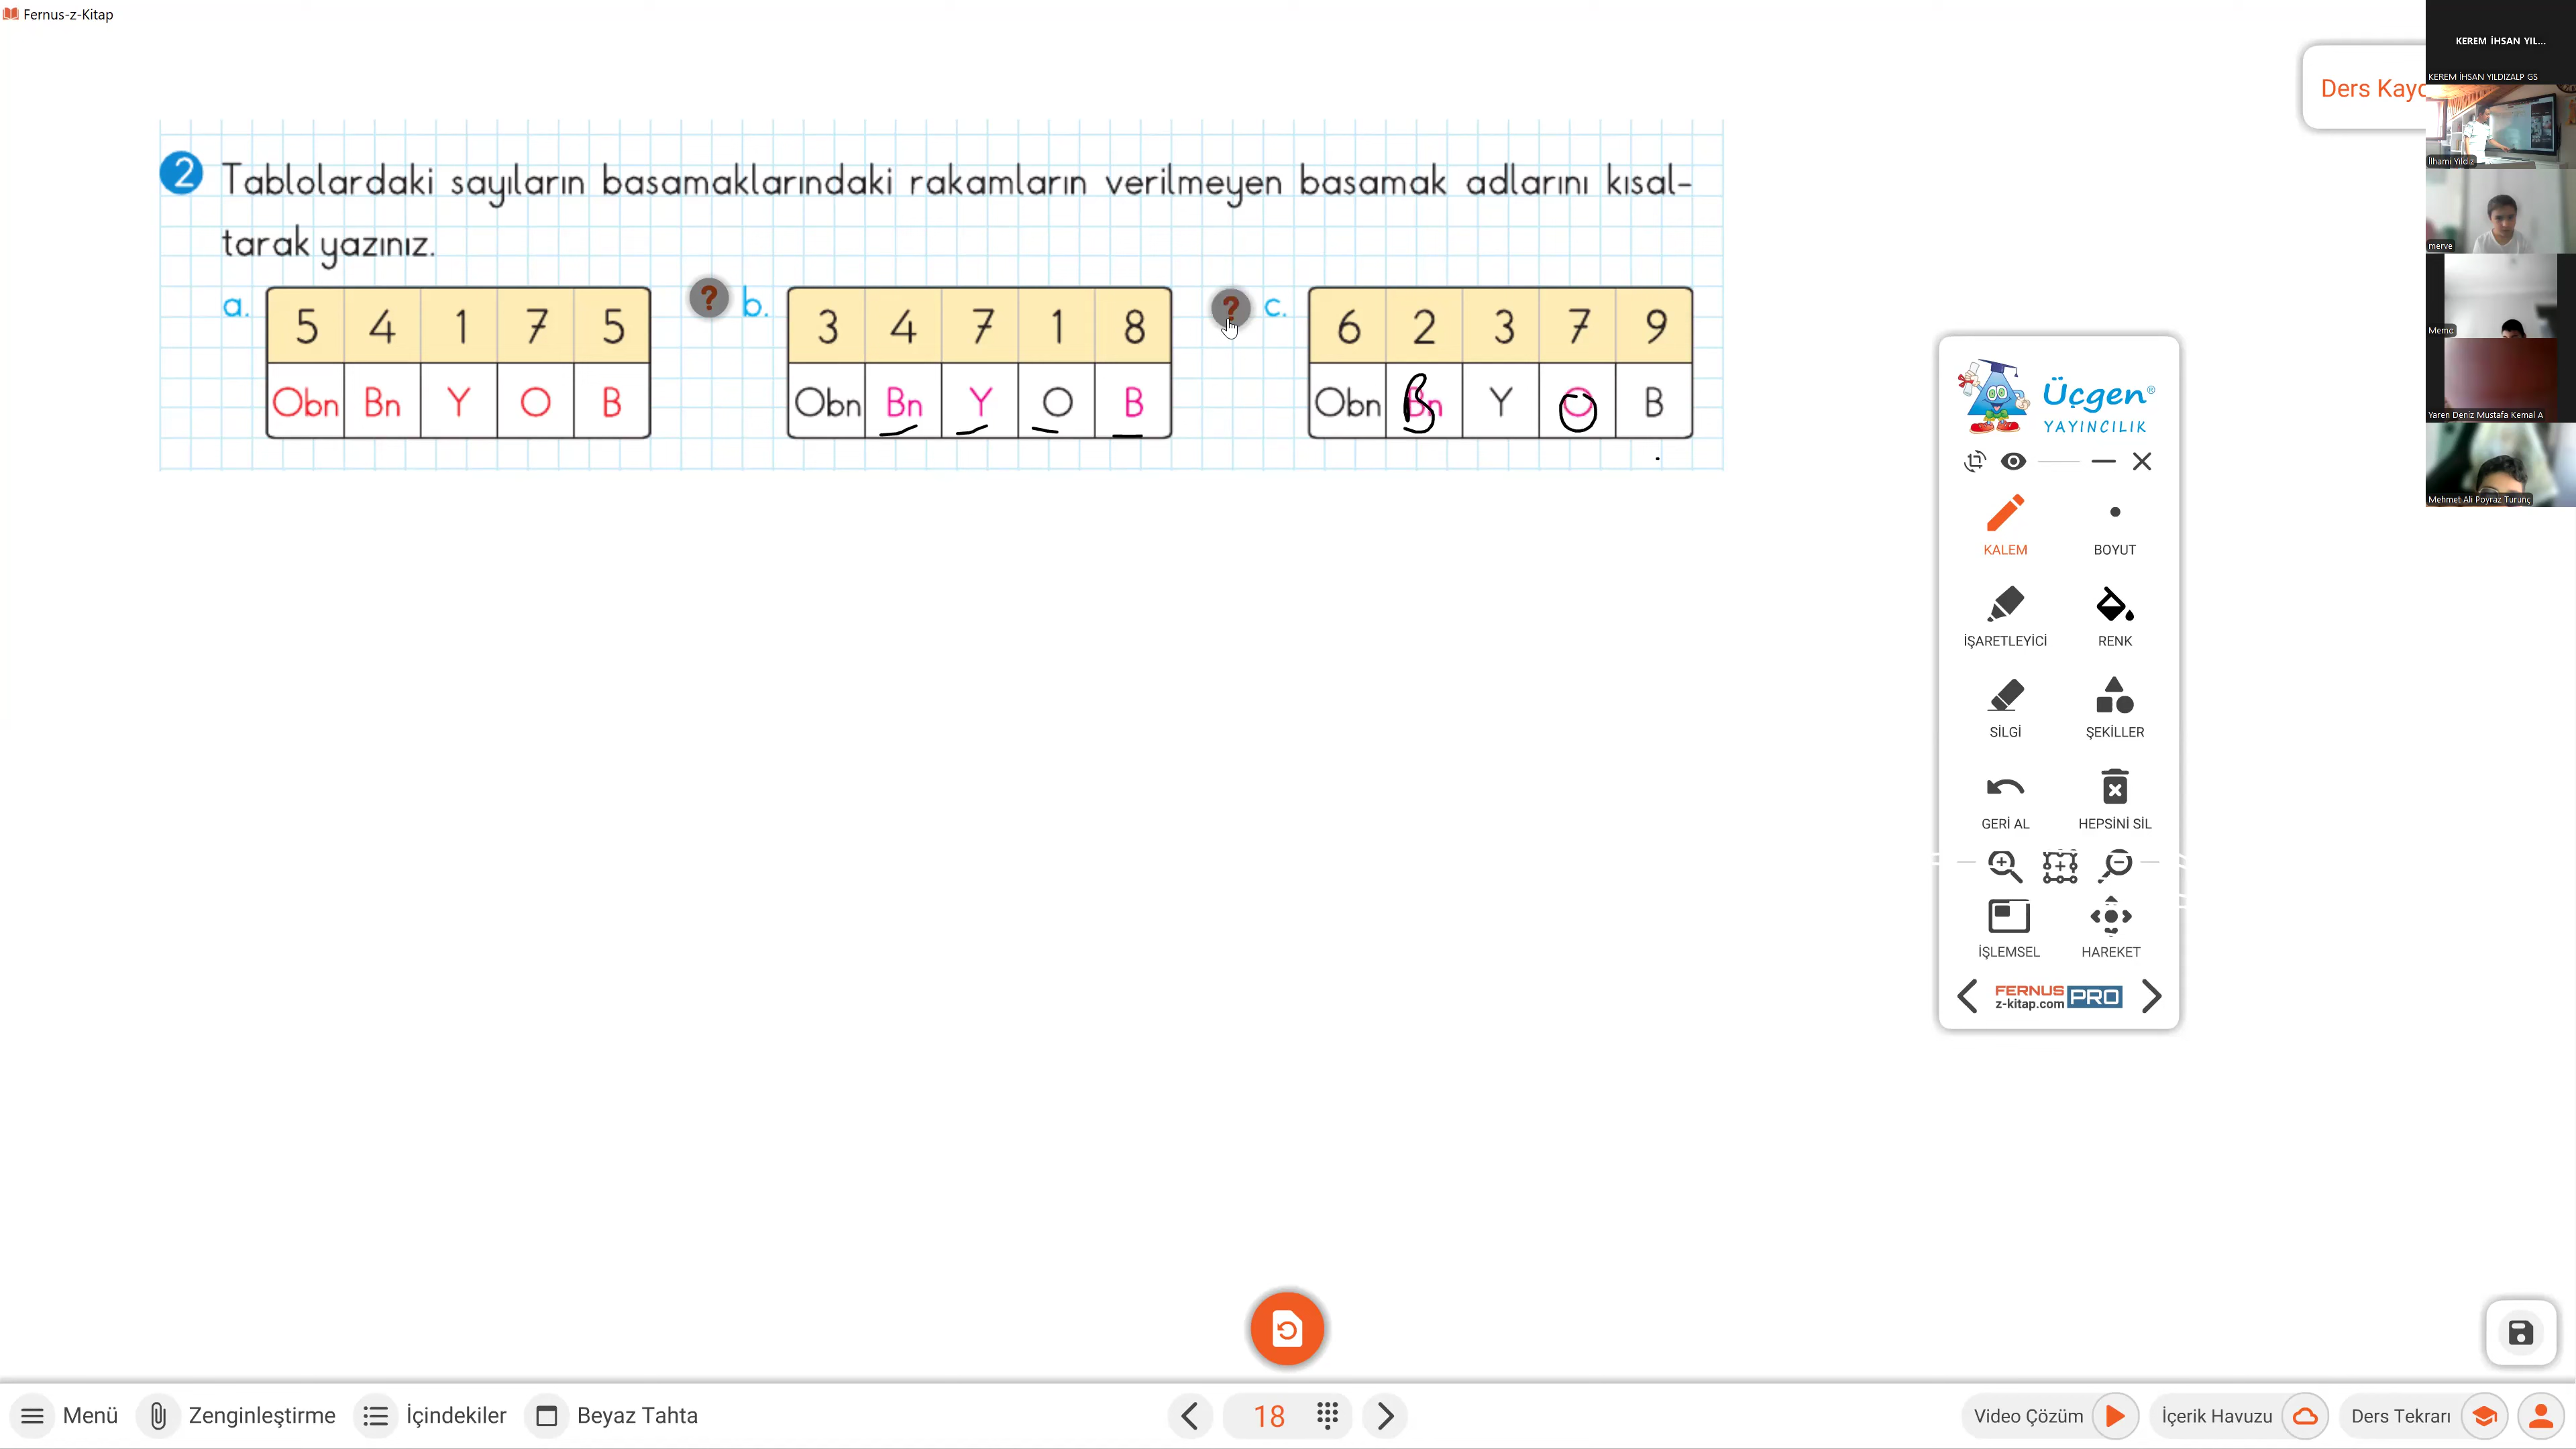 Fernus-z-Kitap
KEREM İHSAN YIL...
KEREM İHSAN YILDIZALP GS
Ders Kayd
İlhami Yıldız
merve
Memo
Yaren Deniz Mustafa Kemal A
Mehmet Ali Poyraz Turunç
2 Tablolardaki sayıların basamaklarındaki rakamların verilmeyen basamak adlarını kısal-
tarak yazınız.
a. 5 4 1 7 5
Obn Bn Y O B
? b. 3 4 7 1 8
Obn Bn Y O B
? c. 6 2 3 7 9
Obn Bn Y O B
Üçgen®
YAYINCILIK
KALEM BOYUT
İŞARETLEYİCİ RENK
SİLGİ ŞEKİLLER
GERİ AL HEPSİNİ SİL
İŞLEMSEL HAREKET
FERNUS
z-kitap.com PRO
Menü Zenginleştirme İçindekiler Beyaz Tahta 18 Video Çözüm İçerik Havuzu Ders Tekrarı